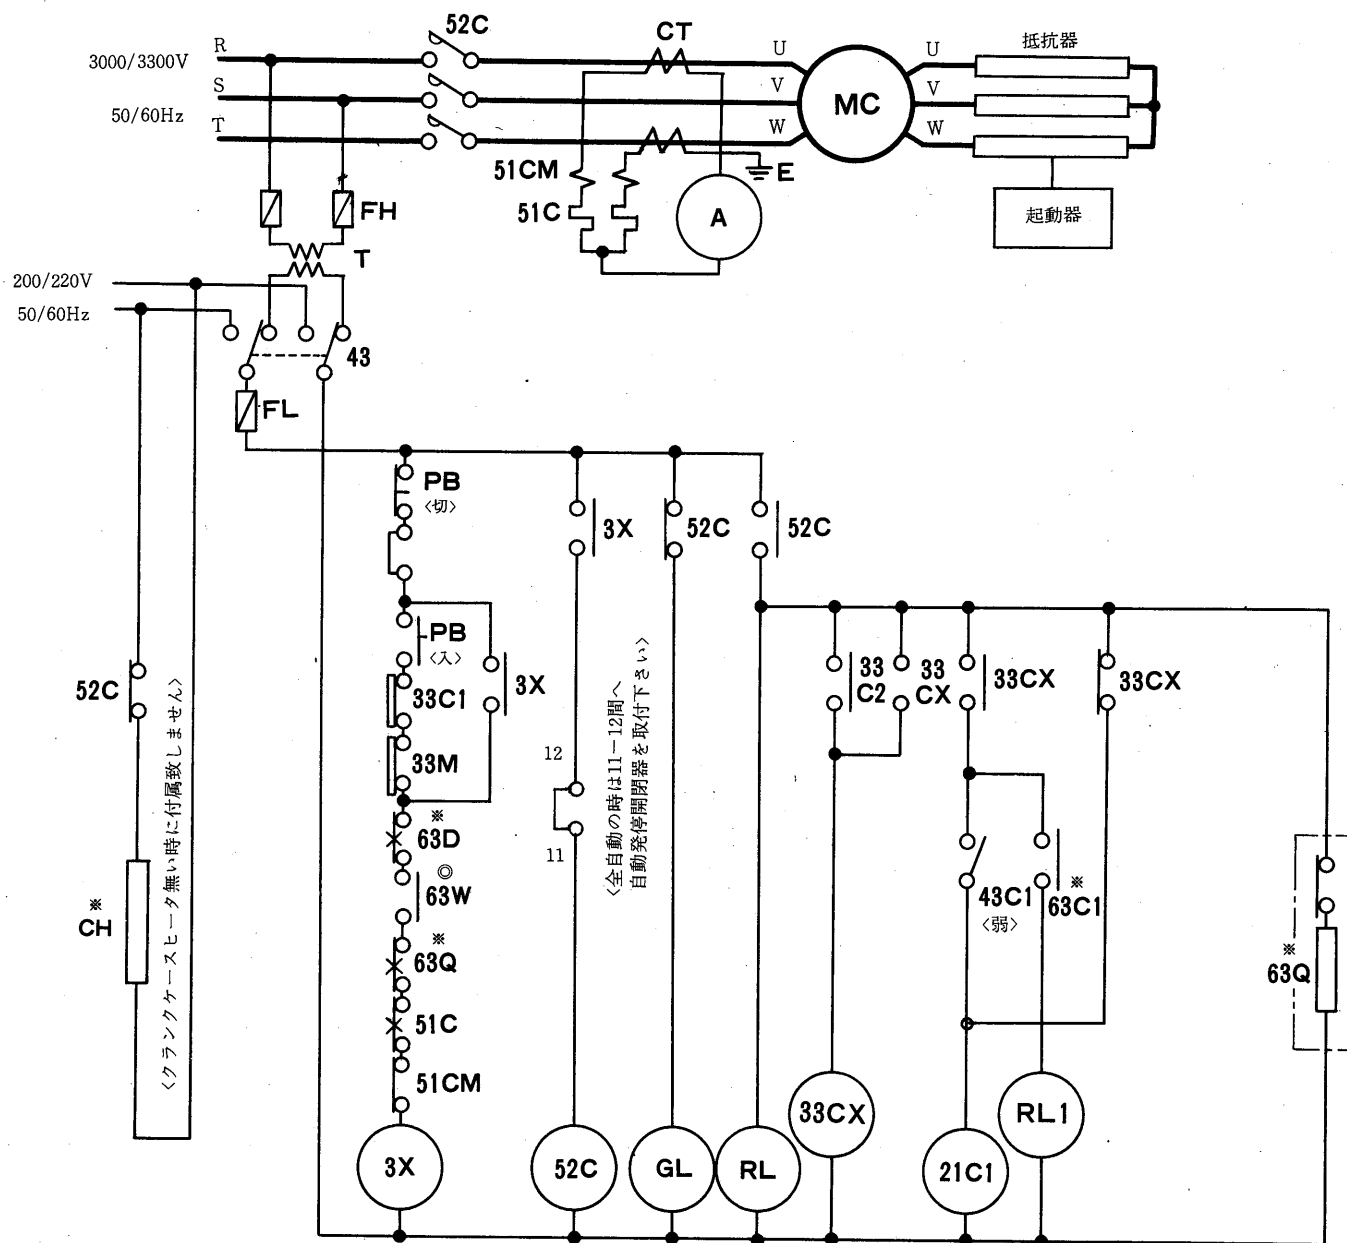 52C
CT
R
3000/3300V
S
50/60Hz
T
U
V
W
MC
U
V
W
抵抗器
起動器
51CM
51C
E
A
FH
T
200/220V
50/60Hz
43
FL
PB
〈切〉
3X
52C
52C
PB
〈入〉
33C1
3X
33M
12
11
〈全自動の時は11-12間へ
自動発停開閉器を取付下さい〉
33
C2
33
CX
33CX
33CX
52C
〈クランクケースヒータ無い時に付属致しません〉
※
CH
※
63D
◎
63W
※
63Q
51C
51CM
43C1
〈弱〉
※
63C1
※
63Q
3X
52C
GL
RL
33CX
21C1
RL1